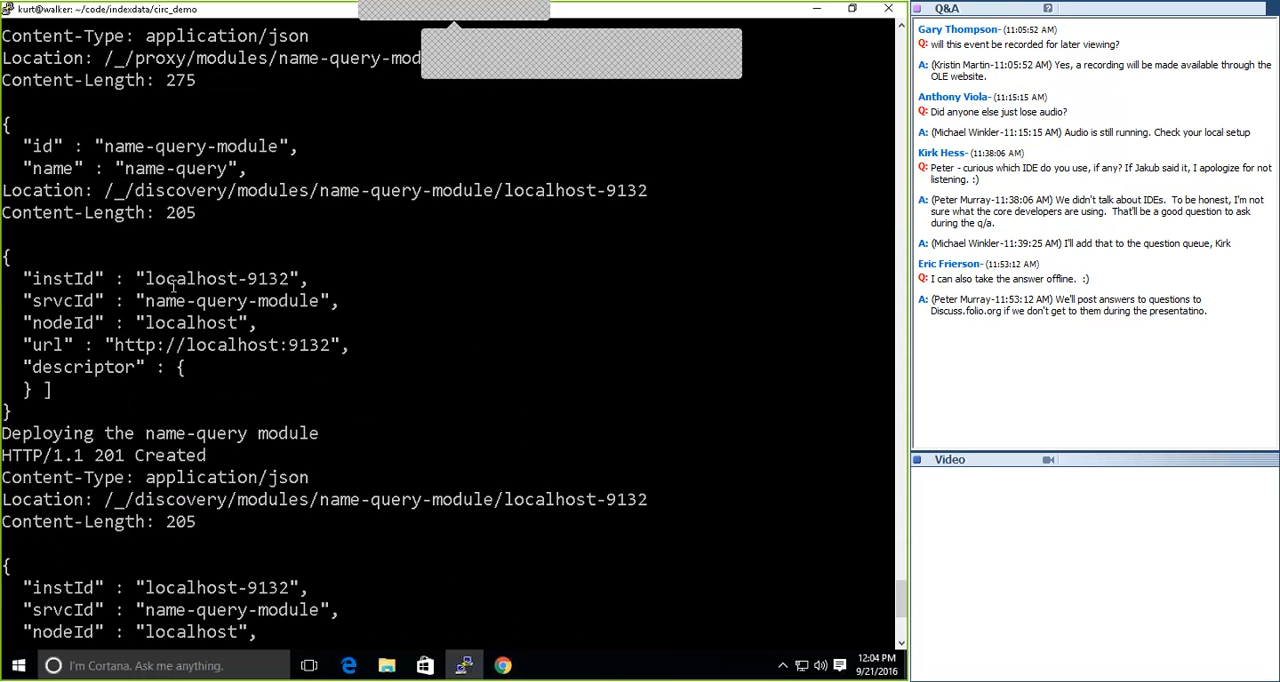 kurt@walker: ~/code/indexdata/circ_demo
Content-Type: application/json
Location: /_/proxy/modules/name-query-mod
Content-Length: 275
{
"id" : "name-query-module",
"name" : "name-query",
Location: /_/discovery/modules/name-query-module/localhost-9132
Content-Length: 205
{
"instId" : "localhost-9132",
"srvcId" : "name-query-module",
"nodeId" : "localhost",
"url" : "http://localhost:9132",
"descriptor" : {
} ]
}
Deploying the name-query module
HTTP/1.1 201 Created
Content-Type: application/json
Location: /_/discovery/modules/name-query-module/localhost-9132
Content-Length: 205
{
"instId" : "localhost-9132",
"srvcId" : "name-query-module",
"nodeId" : "localhost",
I'm Cortana. Ask me anything.
12:04 PM
9/21/2016
Q&A
Gary Thompson- (11:05:52 AM)
Q: will this event be recorded for later viewing?
A: (Kristin Martin-11:05:52 AM) Yes, a recording will be made available through the
OLE website.
Anthony Viola- (11:15:15 AM)
Q: Did anyone else just lose audio?
A: (Michael Winkler-11:15:15 AM) Audio is still running. Check your local setup
Kirk Hess- (11:38:06 AM)
Q: Peter - curious which IDE do you use, if any? If Jakub said it, I apologize for not
listening. :)
A: (Peter Murray-11:38:06 AM) We didn't talk about IDEs. To be honest, I'm not
sure what the core developers are using. That'll be a good question to ask
during the q/a.
A: (Michael Winkler-11:39:25 AM) I'll add that to the question queue, Kirk
Eric Frierson- (11:53:12 AM)
Q: I can also take the answer offline. :)
A: (Peter Murray-11:53:12 AM) We'll post answers to questions to
Discuss.folio.org if we don't get to them during the presentatino.
Video